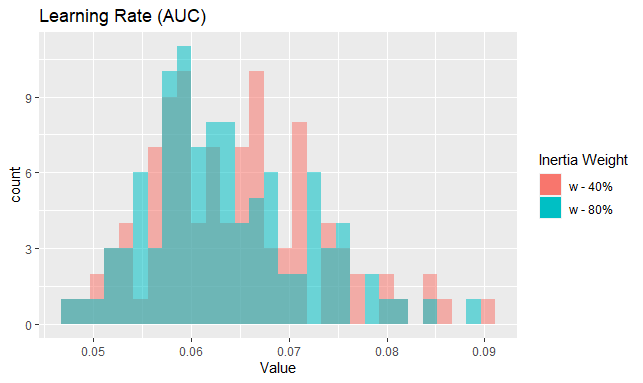 Learning Rate (AUC)
9
6
3
0
count
0.05 0.06 0.07 0.08 0.09
Value
Inertia Weight
w - 40%
w - 80%